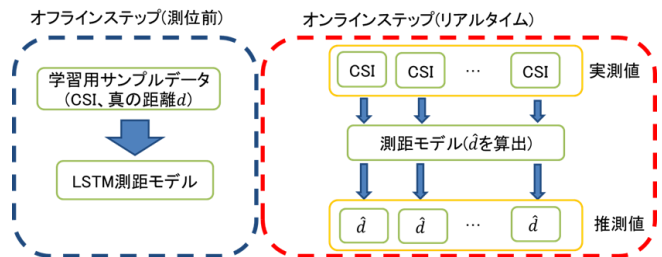 オフラインステップ(測位前)
学習用サンプルデータ
(CSI、真の距離d)
LSTM測距モデル
オンラインステップ(リアルタイム)
CSI CSI … CSI 実測値
測距モデル(d̂を算出)
d̂ d̂ … d̂ 推測値